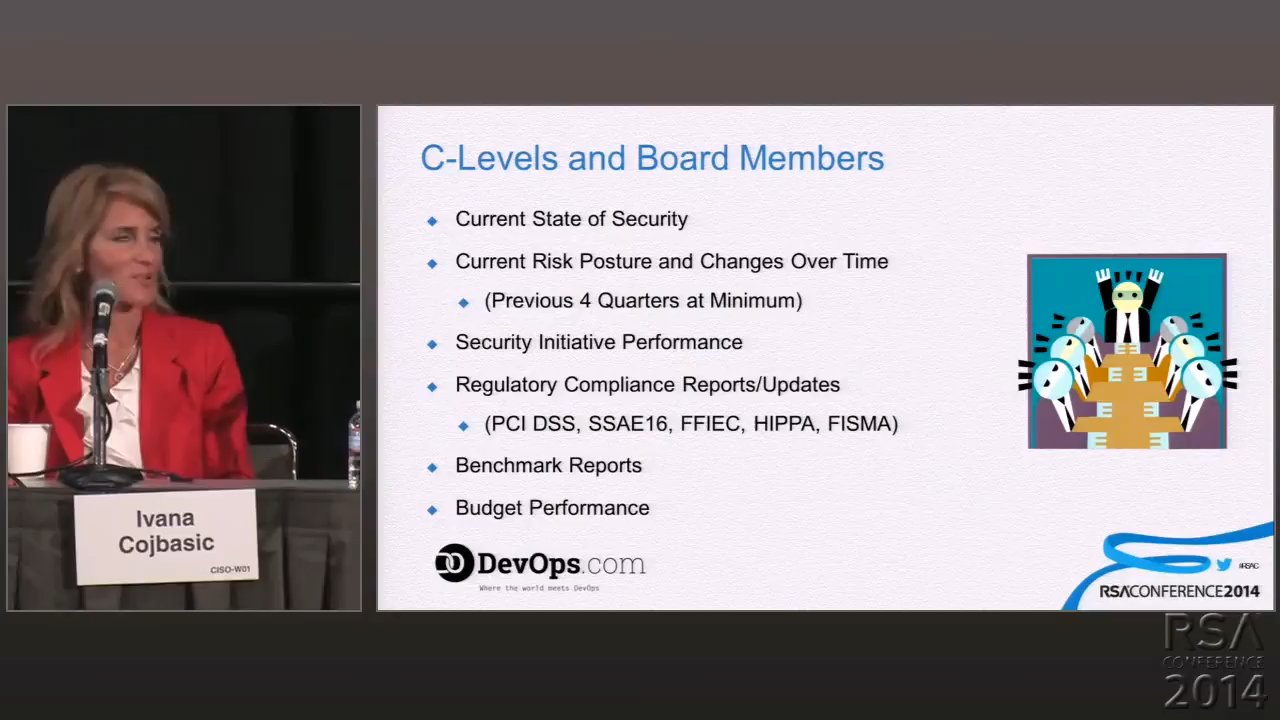 C-Levels and Board Members
Current State of Security
Current Risk Posture and Changes Over Time
(Previous 4 Quarters at Minimum)
Security Initiative Performance
Regulatory Compliance Reports/Updates
(PCI DSS, SSAE16, FFIEC, HIPPA, FISMA)
Benchmark Reports
Budget Performance
DevOps.com
Where the world meets DevOps
#RSAC
RSACONFERENCE2014
Ivana
Cojbasic
CISO-W01
RSA
CONFERENCE
2014